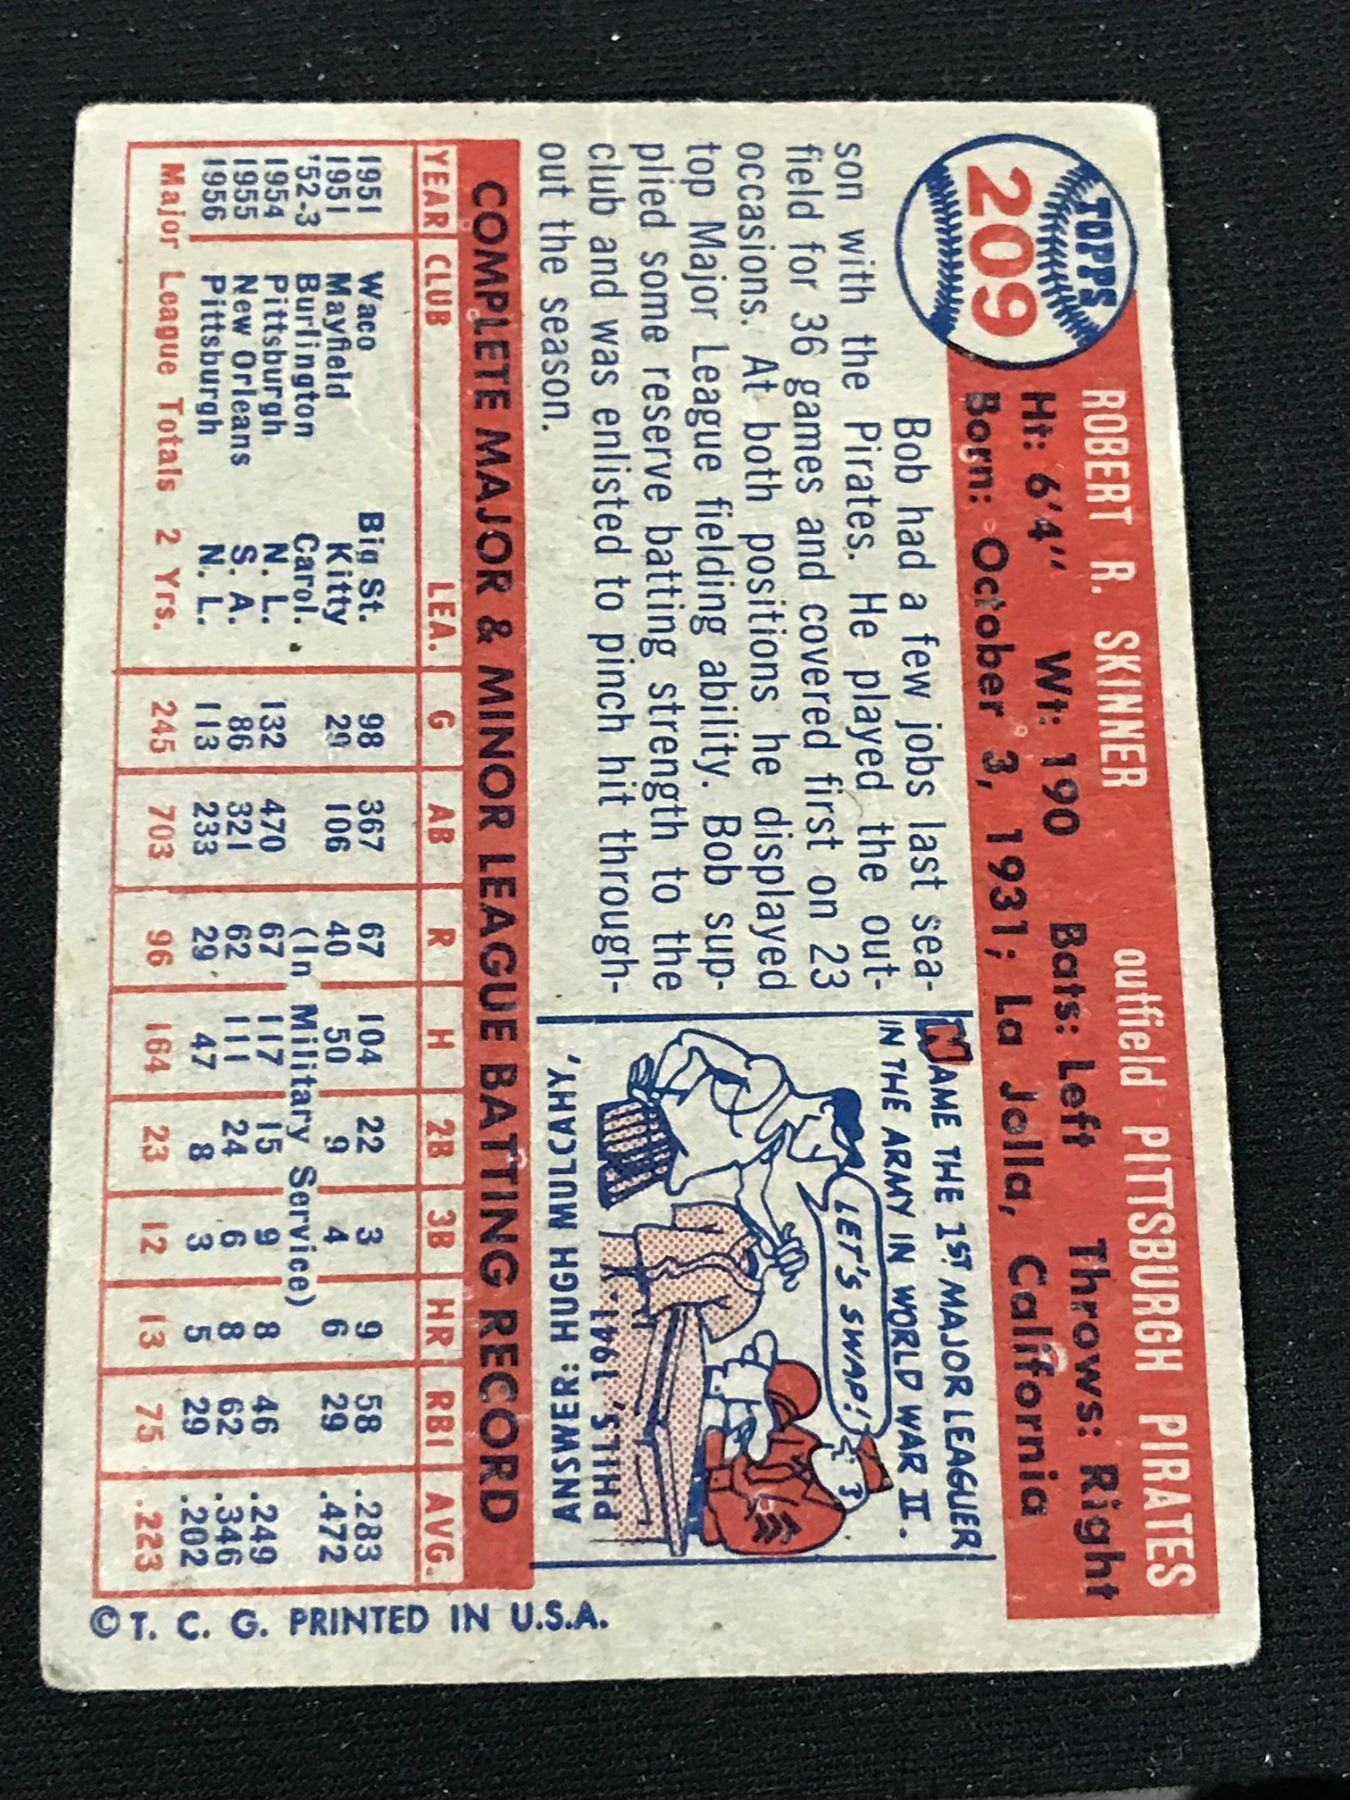 TOPPS
209
ROBERT R. SKINNER outfield PITTSBURGH PIRATES
Ht: 6'4" Wt: 190 Bats: Left Throws: Right
Born: October 3, 1931; La Jolla, California
Bob had a few jobs last sea-
son with the Pirates. He played the out-
field for 36 games and covered first on 23
occasions. At both positions he displayed
top Major League fielding ability. Bob sup-
plied some reserve batting strength to the
club and was enlisted to pinch hit through-
out the season.
NAME THE 1ST MAJOR LEAGUER
IN THE ARMY IN WORLD WAR II.
LET'S SWAP!
ANSWER: HUGH MULCAHY,
PHIL'S, 1941.
COMPLETE MAJOR & MINOR LEAGUE BATTING RECORD
YEAR CLUB LEA. G AB R H 2B 3B HR RBI AVG.
1951 Waco Big St. 98 367 67 104 22 3 9 58 .283
1951 Mayfield Kitty 29 106 40 50 9 4 6 29 .472
'52-3 Burlington Carol. (In Military Service)
1954 Pittsburgh N. L. 132 470 67 117 15 9 8 46 .249
1955 New Orleans S. A. 86 321 62 111 24 6 8 62 .346
1956 Pittsburgh N. L. 113 233 29 47 8 3 5 29 .202
Major League Totals 2 Yrs. 245 703 96 164 23 12 13 75 .223
© T. C. G. PRINTED IN U.S.A.